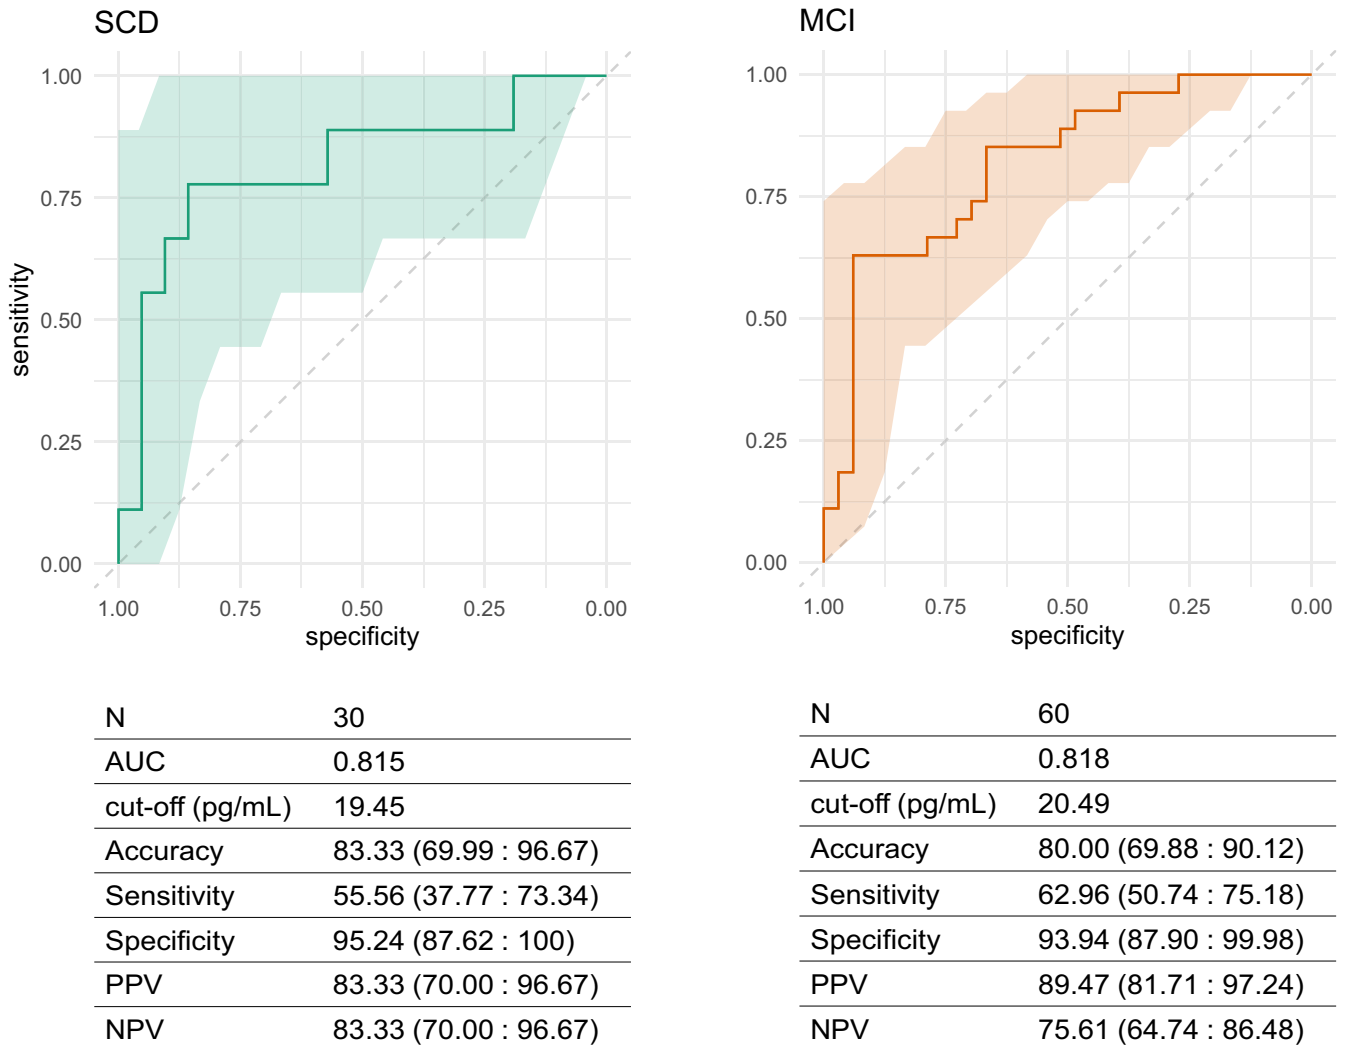 SCD
1.00
0.75
0.50
0.25
0.00
sensitivity
1.00 0.75 0.50 0.25 0.00
specificity
N 30
AUC 0.815
cut-off (pg/mL) 19.45
Accuracy 83.33 (69.99 : 96.67)
Sensitivity 55.56 (37.77 : 73.34)
Specificity 95.24 (87.62 : 100)
PPV 83.33 (70.00 : 96.67)
NPV 83.33 (70.00 : 96.67)
MCI
1.00
0.75
0.50
0.25
0.00
1.00 0.75 0.50 0.25 0.00
specificity
N 60
AUC 0.818
cut-off (pg/mL) 20.49
Accuracy 80.00 (69.88 : 90.12)
Sensitivity 62.96 (50.74 : 75.18)
Specificity 93.94 (87.90 : 99.98)
PPV 89.47 (81.71 : 97.24)
NPV 75.61 (64.74 : 86.48)